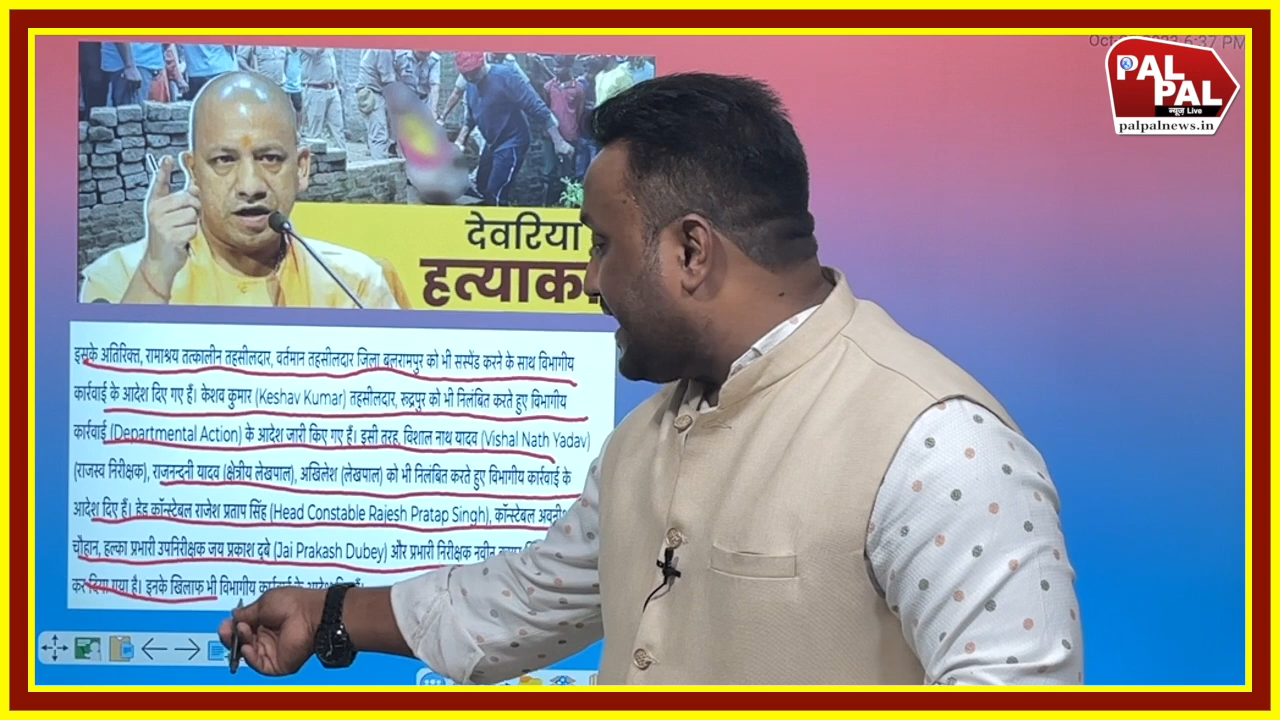 6:37 PM
PAL
PAL
न्यूज़ Live
palpalnews.in
देवरिया
इसके अतिरिक्त, रामाश्रय तत्कालीन तहसीलदार, वर्तमान तहसीलदार जिला बलरामपुर को भी सस्पेंड करने के साथ विभागीय
कार्रवाई के आदेश दिए गए हैं। केशव कुमार (Keshav Kumar) तहसीलदार, रूद्रपुर को भी निलंबित करते हुए विभागीय
कार्रवाई (Departmental Action) के आदेश जारी किए गए हैं। इसी तरह, विशाल नाथ यादव (Vishal Nath Yadav)
(राजस्व निरीक्षक), राजनन्दनी यादव (क्षेत्रीय लेखपाल), अखिलेश (लेखपाल) को भी निलंबित करते हुए विभागीय कार्रवाई के
आदेश दिए हैं। हेड कॉन्स्टेबल राजेश प्रताप सिंह (Head Constable Rajesh Pratap Singh), कॉन्स्टेबल
चौहान, हल्का प्रभारी उपनिरीक्षक जय प्रकाश दूबे (Jai Prakash Dubey) और प्रभारी निरीक्षक नवीन
कर दिया गया है। इनके खिलाफ भी विभागीय कार्रवाई के आदेश दिए हैं।